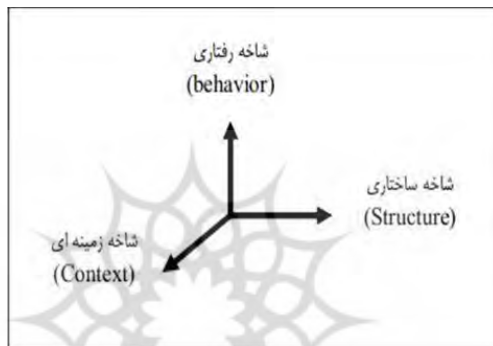 شاخه رفتاری
(behavior)
شاخه ساختاری
(Structure)
شاخه زمینه ای
(Context)